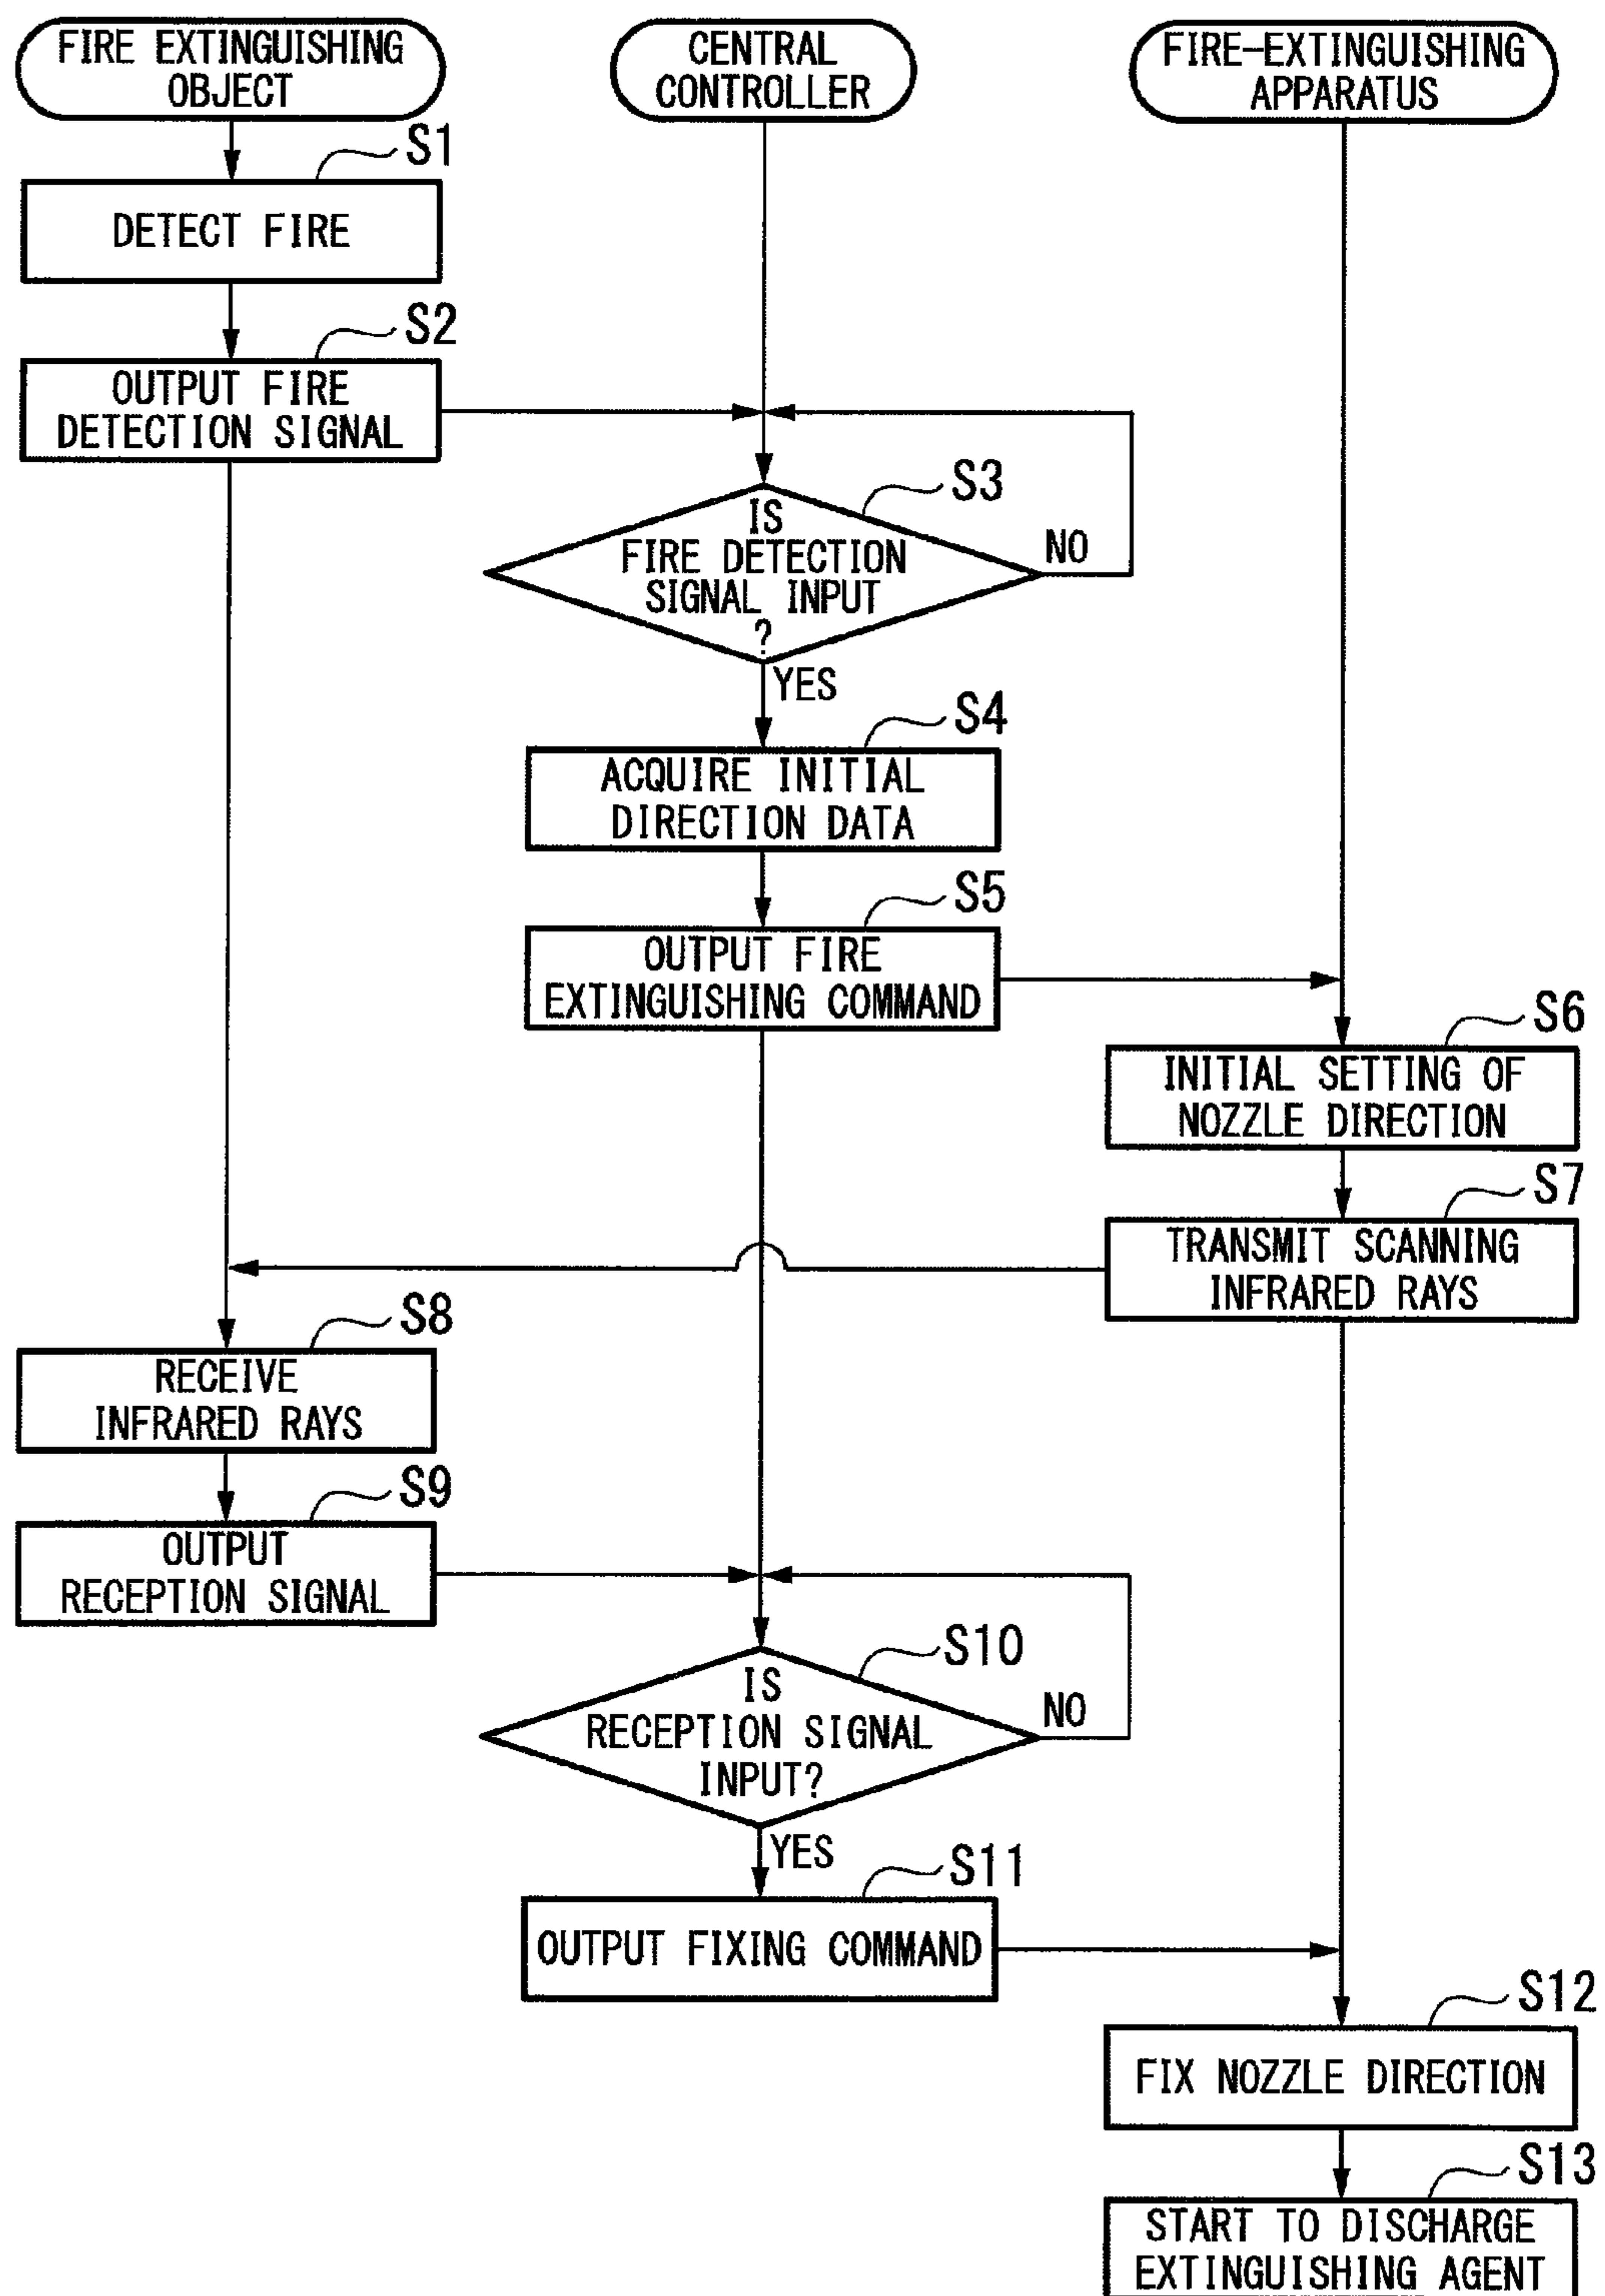 FIRE EXTINGUISHING
OBJECT
CENTRAL
CONTROLLER
FIRE-EXTINGUISHING
APPARATUS
S1
DETECT FIRE
S2
OUTPUT FIRE
DETECTION SIGNAL
S3
IS
FIRE DETECTION
SIGNAL INPUT
?
NO
YES
S4
ACQUIRE INITIAL
DIRECTION DATA
S5
OUTPUT FIRE
EXTINGUISHING COMMAND
S6
INITIAL SETTING OF
NOZZLE DIRECTION
S7
TRANSMIT SCANNING
INFRARED RAYS
S8
RECEIVE
INFRARED RAYS
S9
OUTPUT
RECEPTION SIGNAL
S10
IS
RECEPTION SIGNAL
INPUT?
NO
YES
S11
OUTPUT FIXING COMMAND
S12
FIX NOZZLE DIRECTION
S13
START TO DISCHARGE
EXTINGUISHING AGENT